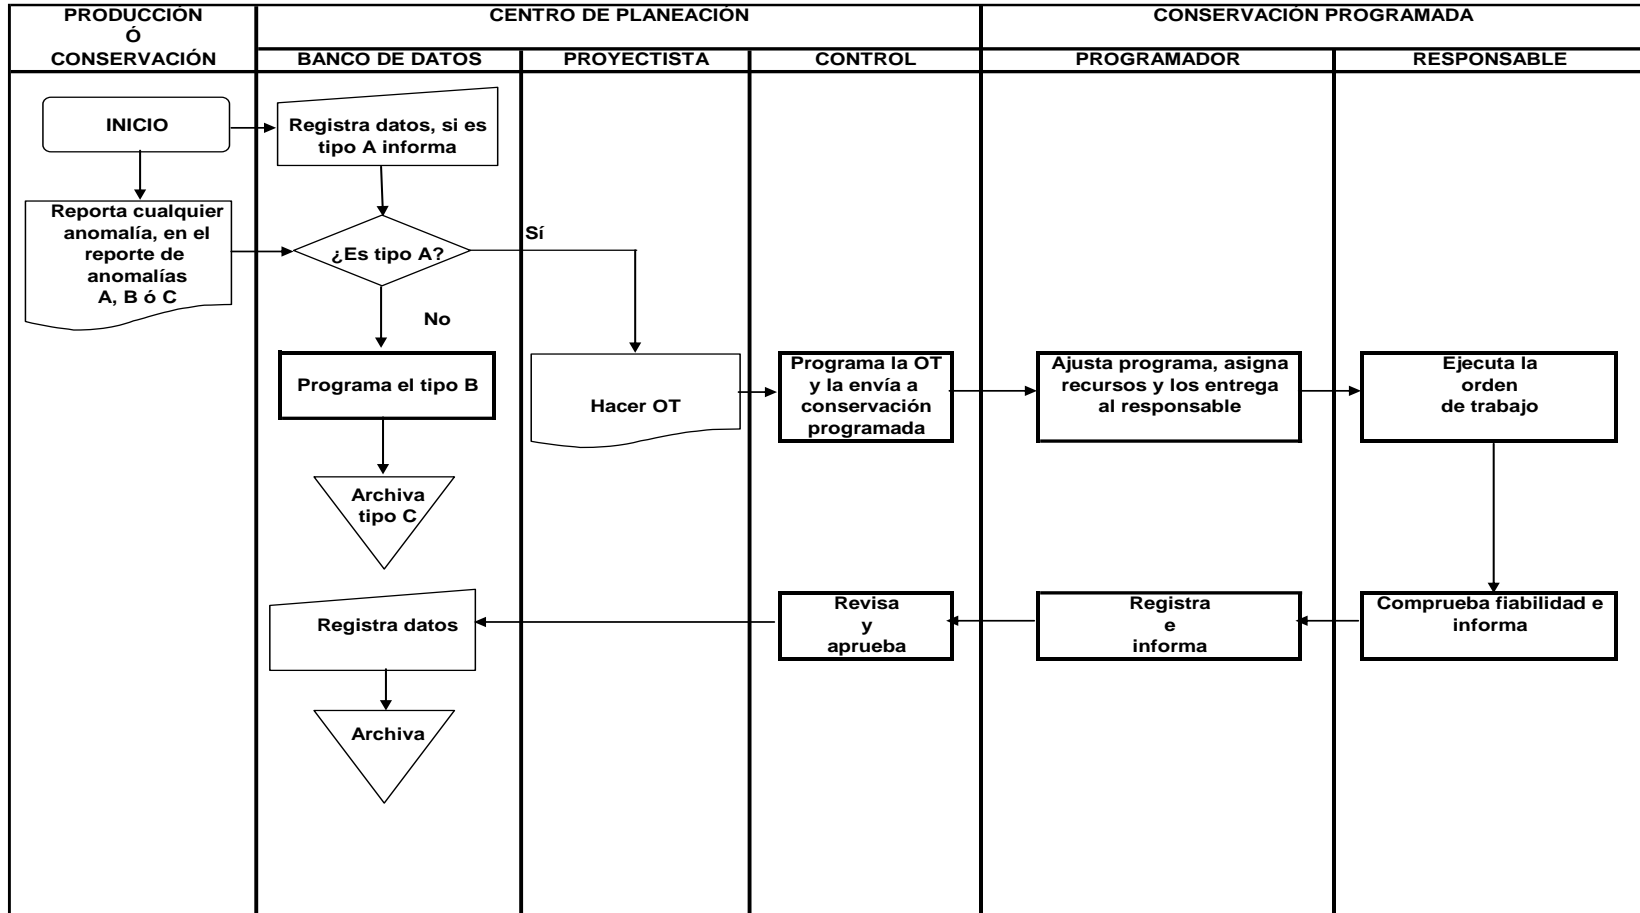 PRODUCCIÓN
Ó
CONSERVACIÓN
CENTRO DE PLANEACIÓN
CONSERVACIÓN PROGRAMADA
BANCO DE DATOS
PROYECTISTA
CONTROL
PROGRAMADOR
RESPONSABLE
INICIO
Registra datos, si es
tipo A informa
Reporta cualquier
anomalía, en el
reporte de
anomalías
A, B ó C
¿Es tipo A?
Sí
No
Programa el tipo B
Hacer OT
Programa la OT
y la envía a
conservación
programada
Ajusta programa, asigna
recursos y los entrega
al responsable
Ejecuta la
orden
de trabajo
Archiva
tipo C
Registra datos
Revisa
y
aprueba
Registra
e
informa
Comprueba fiabilidad e
informa
Archiva